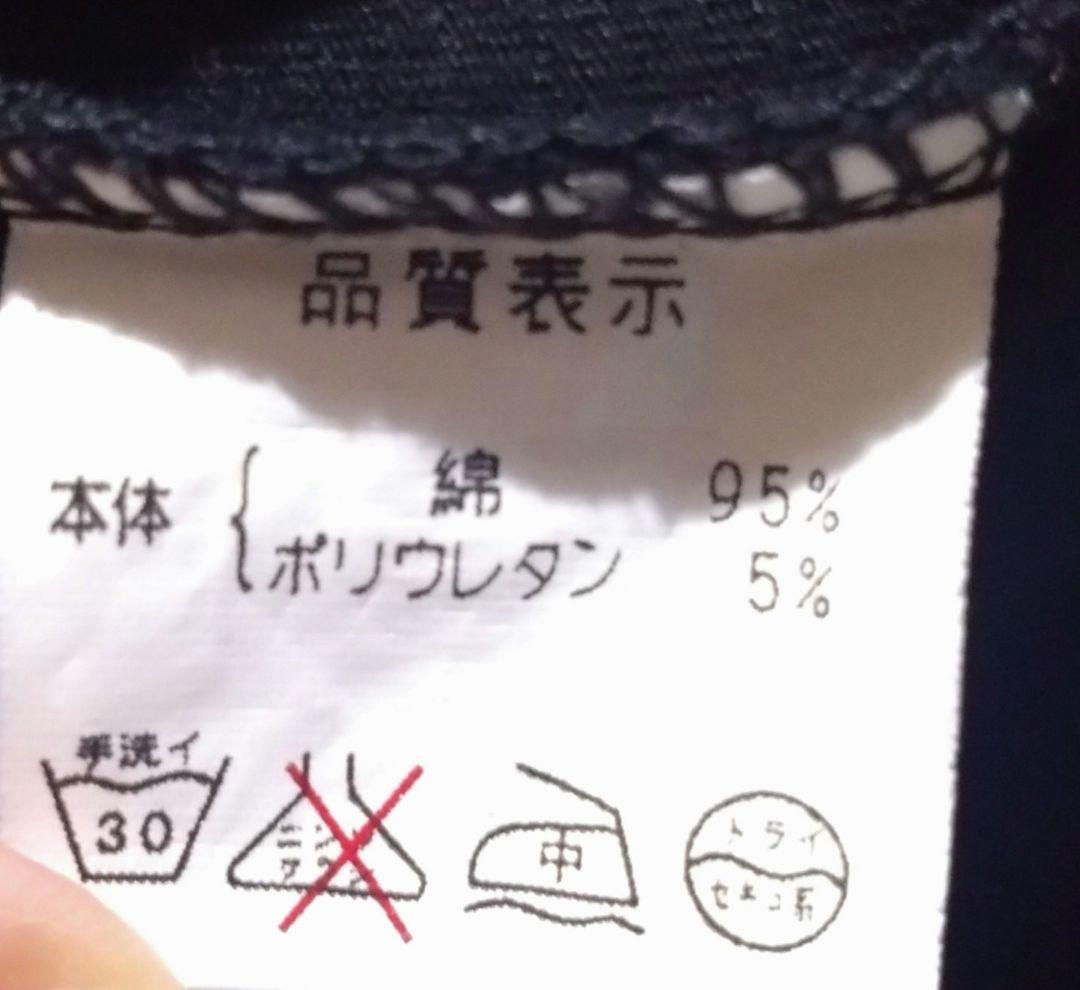 品質表示
本体
綿 95%
ポリウレタン 5%
手洗イ
30
中
ドライ
セキユ系